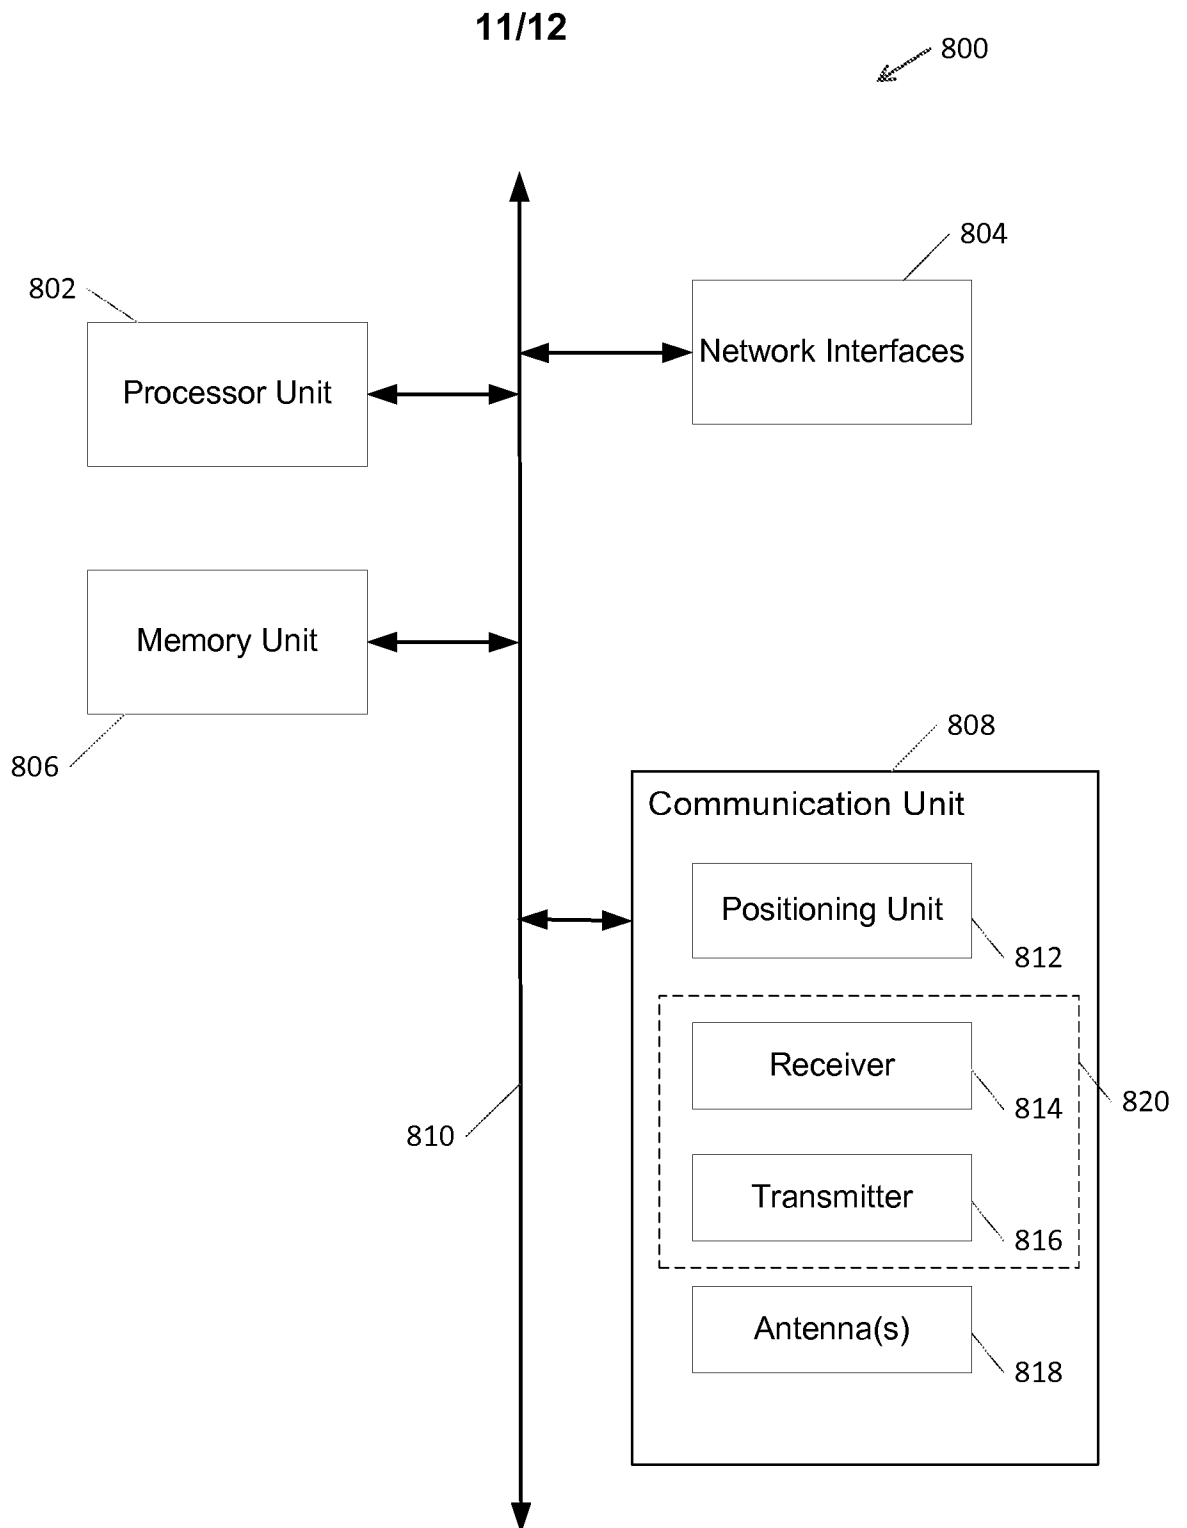 11/12
800
804
802
Network Interfaces
Processor Unit
Memory Unit
806
808
Communication Unit
Positioning Unit
812
Receiver
814
820
810
Transmitter
816
Antenna(s)
818